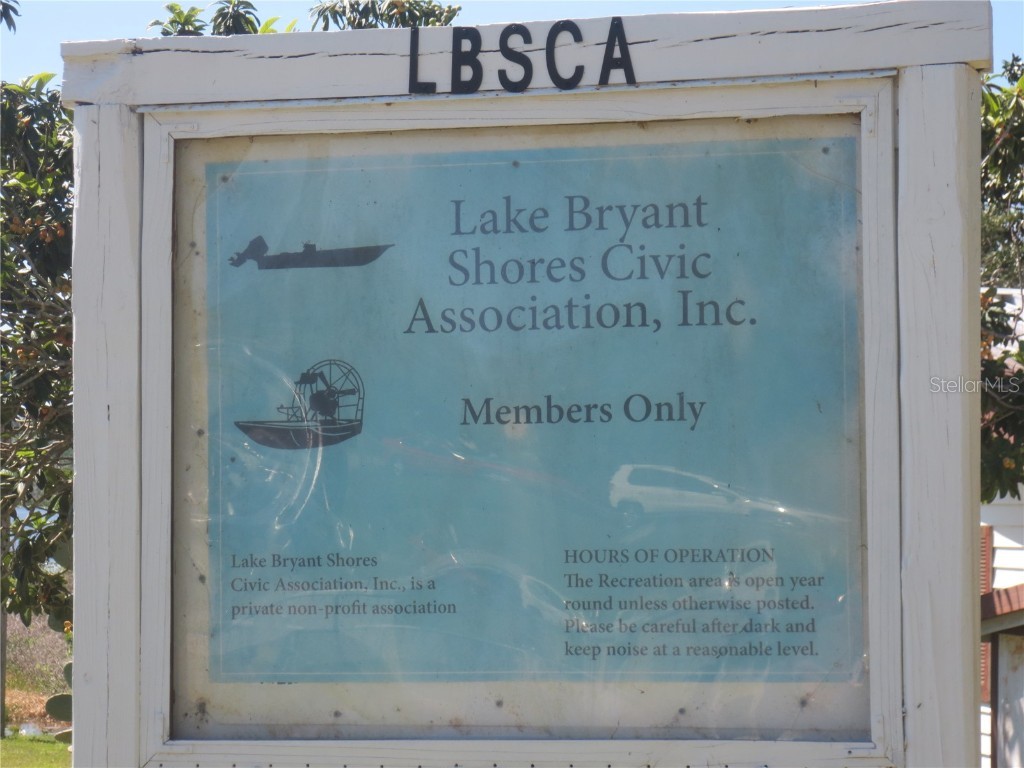 LBSCA
Lake Bryant
Shores Civic
Association, Inc.
Members Only
Lake Bryant Shores
Civic Association, Inc., is a
private non-profit association
HOURS OF OPERATION
The Recreation area is open year
round unless otherwise posted.
Please be careful after dark and
keep noise at a reasonable level.
StellarMLS